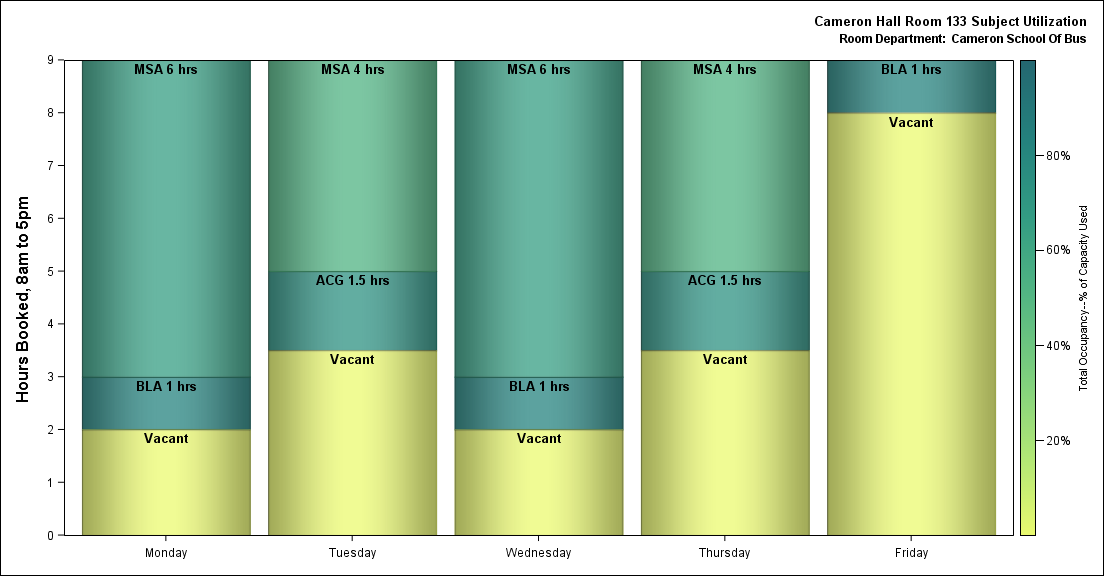 Cameron Hall Room 133 Subject Utilization
Room Department: Cameron School Of Bus
Hours Booked, 8am to 5pm
9
8
7
6
5
4
3
2
1
0
MSA 6 hrs
BLA 1 hrs
Vacant
MSA 4 hrs
ACG 1.5 hrs
Vacant
MSA 6 hrs
BLA 1 hrs
Vacant
MSA 4 hrs
ACG 1.5 hrs
Vacant
BLA 1 hrs
Vacant
Monday
Tuesday
Wednesday
Thursday
Friday
80%
60%
40%
20%
Total Occupancy--% of Capacity Used